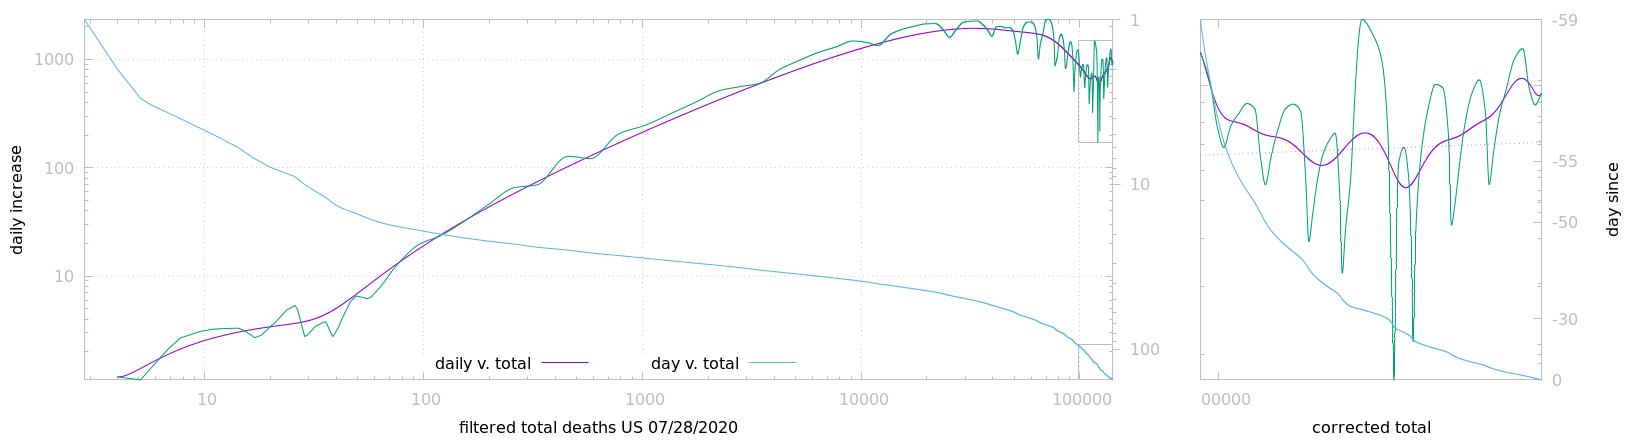 1000
100
10
daily increase
10
100
1000
10000
100000
1
10
100
daily v. total
day v. total
filtered total deaths US 07/28/2020
-59
-55
-50
-30
0
day since
00000
corrected total